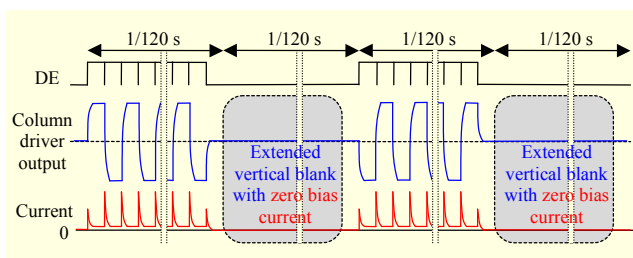 1/120 s 1/120 s 1/120 s 1/120 s
DE
Column
driver
output
Extended
vertical blank
with zero bias
current
Extended
vertical blank
with zero bias
current
Current
0